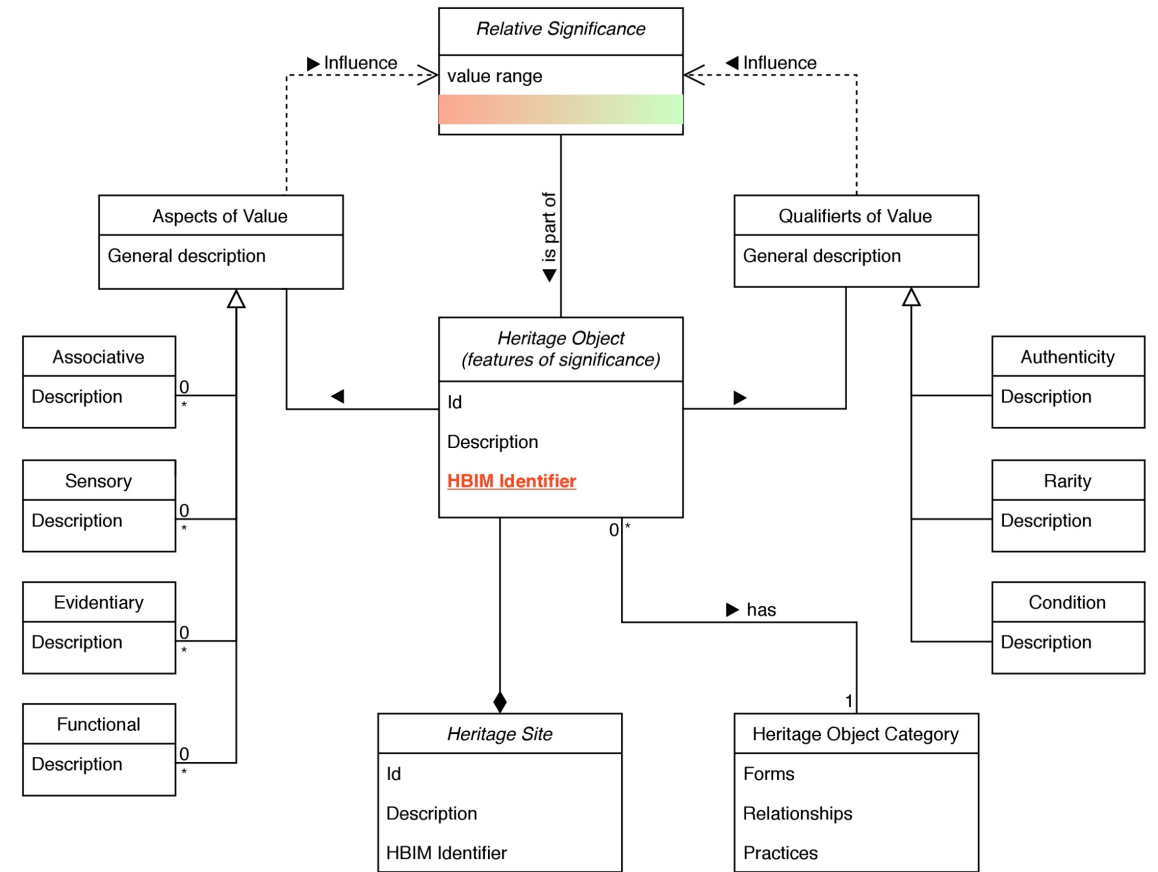 Relative Significance
▶ Influence
value range
◀ Influence
Aspects of Value
General description
◀ is part of
Qualifierts of Value
General description
Heritage Object
(features of significance)
Id
Description
HBIM Identifier
Associative
Description
0
*
Sensory
Description
0
*
Evidentiary
Description
0
*
Functional
Description
0
*
Authenticity
Description
Rarity
Description
Condition
Description
0 *
▶ has
1
Heritage Site
Id
Description
HBIM Identifier
Heritage Object Category
Forms
Relationships
Practices